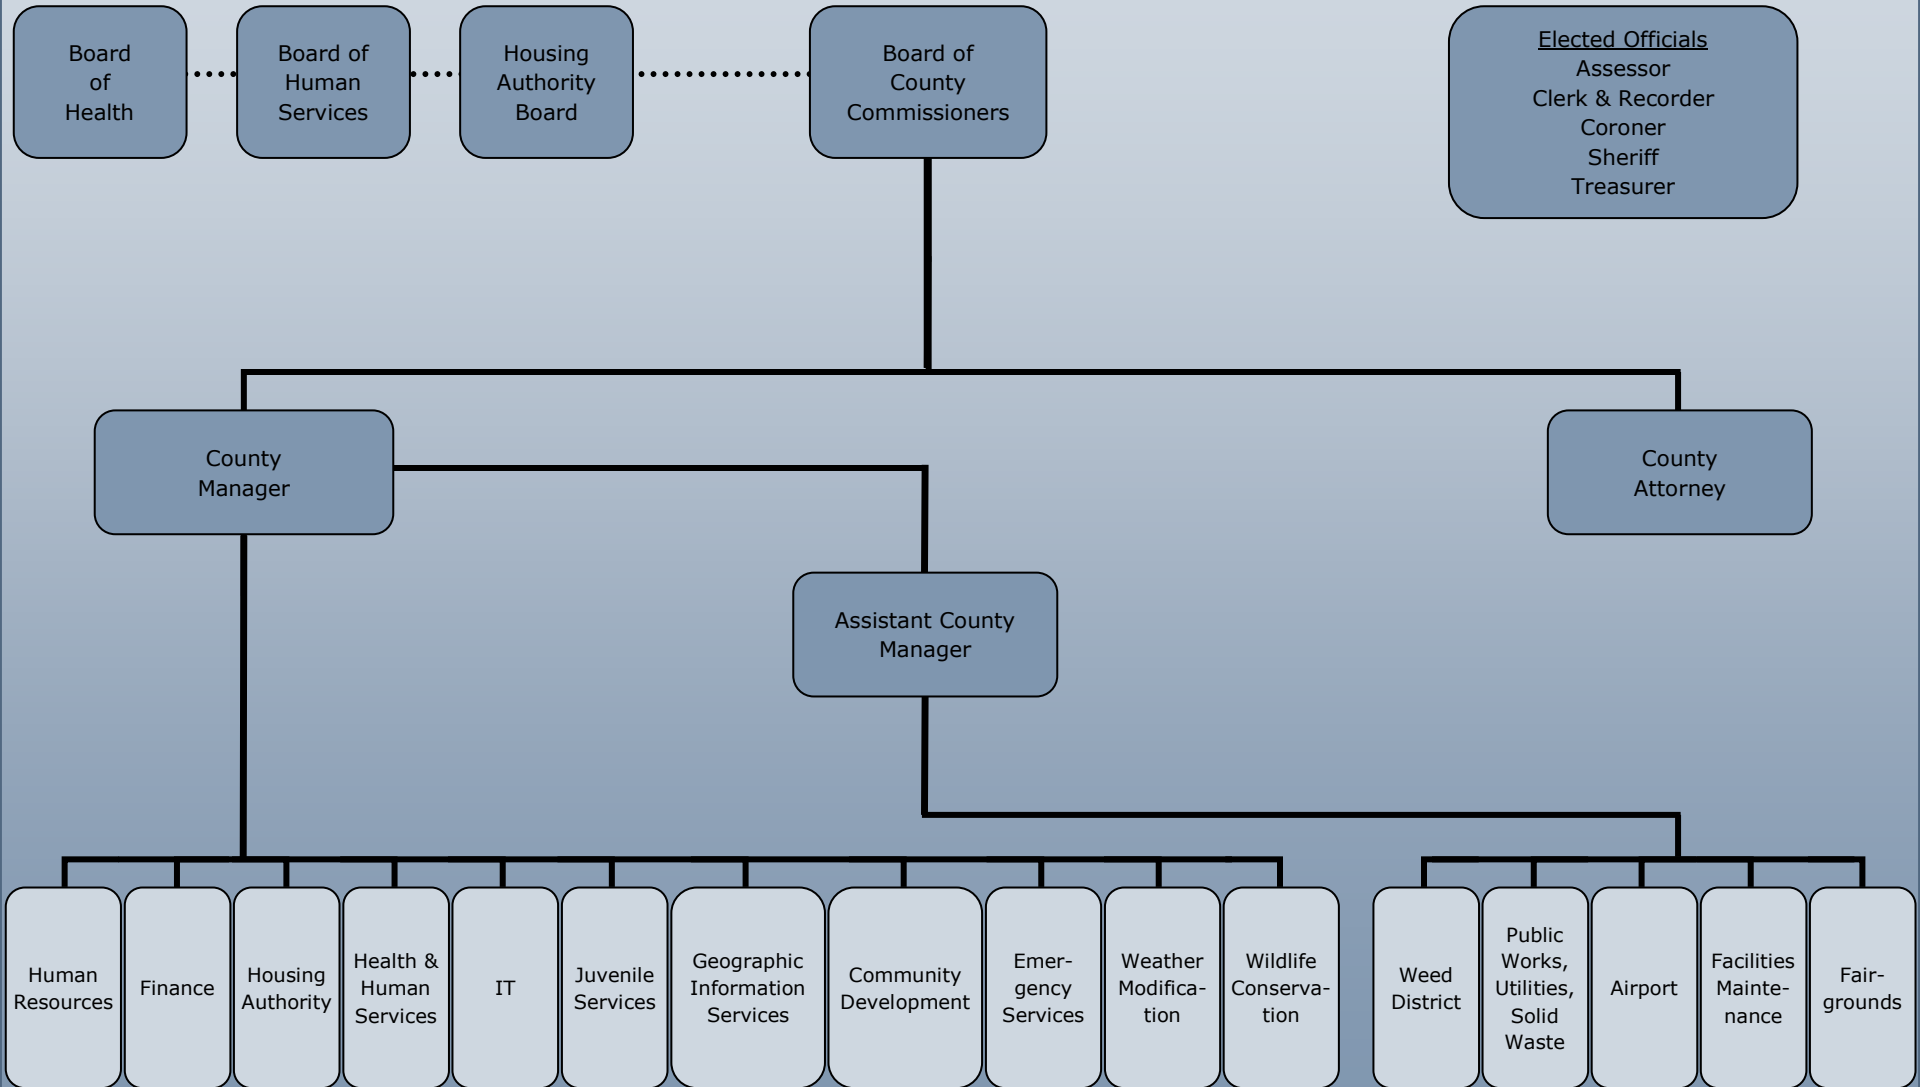 Board
of
Health
Board of
Human
Services
Housing
Authority
Board
Board of
County
Commissioners
Elected Officials
Assessor
Clerk & Recorder
Coroner
Sheriff
Treasurer
County
Manager
County
Attorney
Assistant County
Manager
Human
Resources
Finance
Housing
Authority
Health &
Human
Services
IT
Juvenile
Services
Geographic
Information
Services
Community
Development
Emer-
gency
Services
Weather
Modifica-
tion
Wildlife
Conserva-
tion
Weed
District
Public
Works,
Utilities,
Solid
Waste
Airport
Facilities
Mainte-
nance
Fair-
grounds